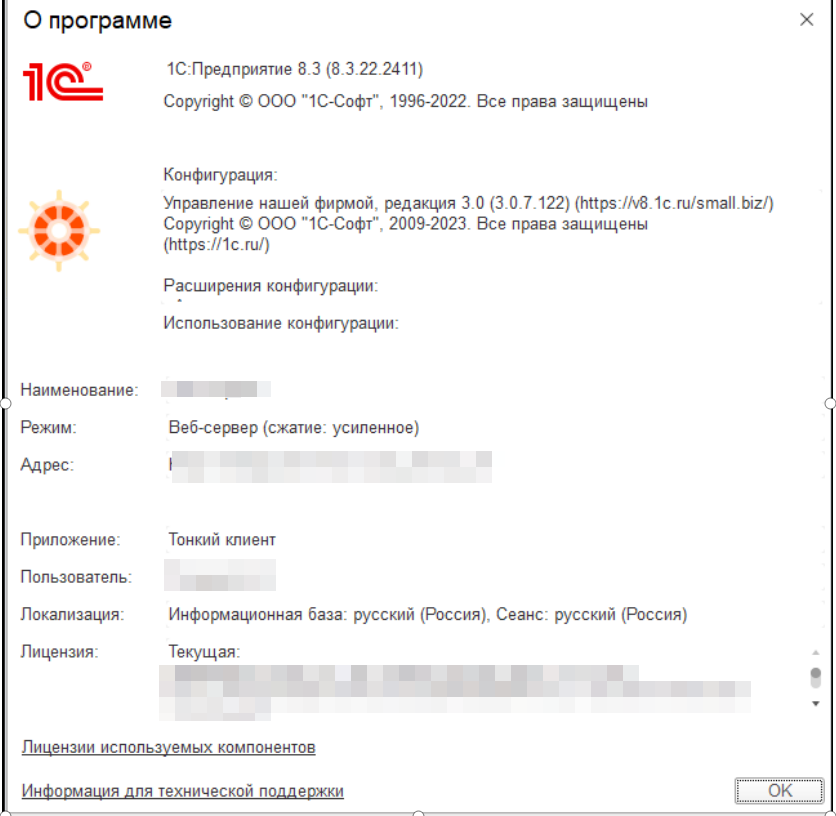 О программе
1С®
1С:Предприятие 8.3 (8.3.22.2411)
Copyright © ООО "1С-Софт", 1996-2022. Все права защищены
Конфигурация:
Управление нашей фирмой, редакция 3.0 (3.0.7.122) (https://v8.1c.ru/small.biz/)
Copyright © ООО "1С-Софт", 2009-2023. Все права защищены
(https://1c.ru/)
Расширения конфигурации:
Использование конфигурации:
Наименование:
Режим: Веб-сервер (сжатие: усиленное)
Адрес:
Приложение: Тонкий клиент
Пользователь:
Локализация: Информационная база: русский (Россия), Сеанс: русский (Россия)
Лицензия: Текущая:
Лицензии используемых компонентов
Информация для технической поддержки
OK